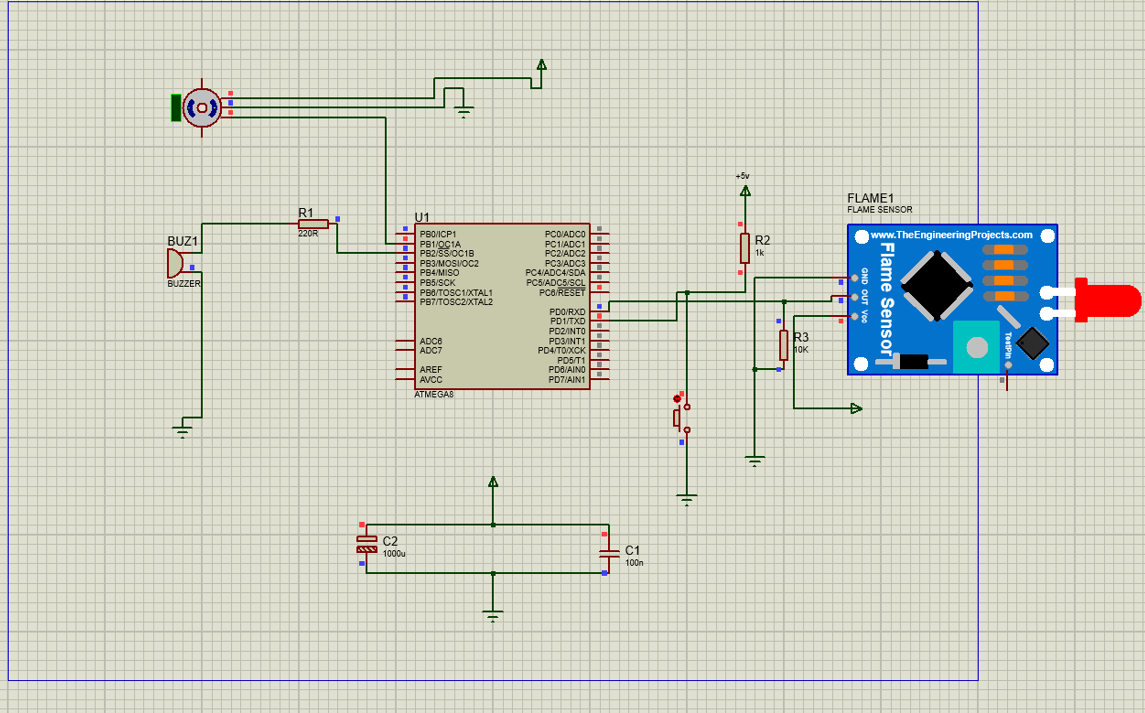 +5v
FLAME1
FLAME SENSOR
R1
220R
U1
BUZ1
BUZZER
R2
1k
www.TheEngineeringProjects.com
Flame Sensor
GND
OUT
Vcc
TestPin
PB0/ICP1
PB1/OC1A
PB2/SS/OC1B
PB3/MOSI/OC2
PB4/MISO
PB5/SCK
PB6/TOSC1/XTAL1
PB7/TOSC2/XTAL2
ADC6
ADC7
AREF
AVCC
PC0/ADC0
PC1/ADC1
PC2/ADC2
PC3/ADC3
PC4/ADC4/SDA
PC5/ADC5/SCL
PC6/RESET
PD0/RXD
PD1/TXD
PD2/INT0
PD3/INT1
PD4/T0/XCK
PD5/T1
PD6/AIN0
PD7/AIN1
ATMEGA8
R3
10K
C2
1000u
C1
100n